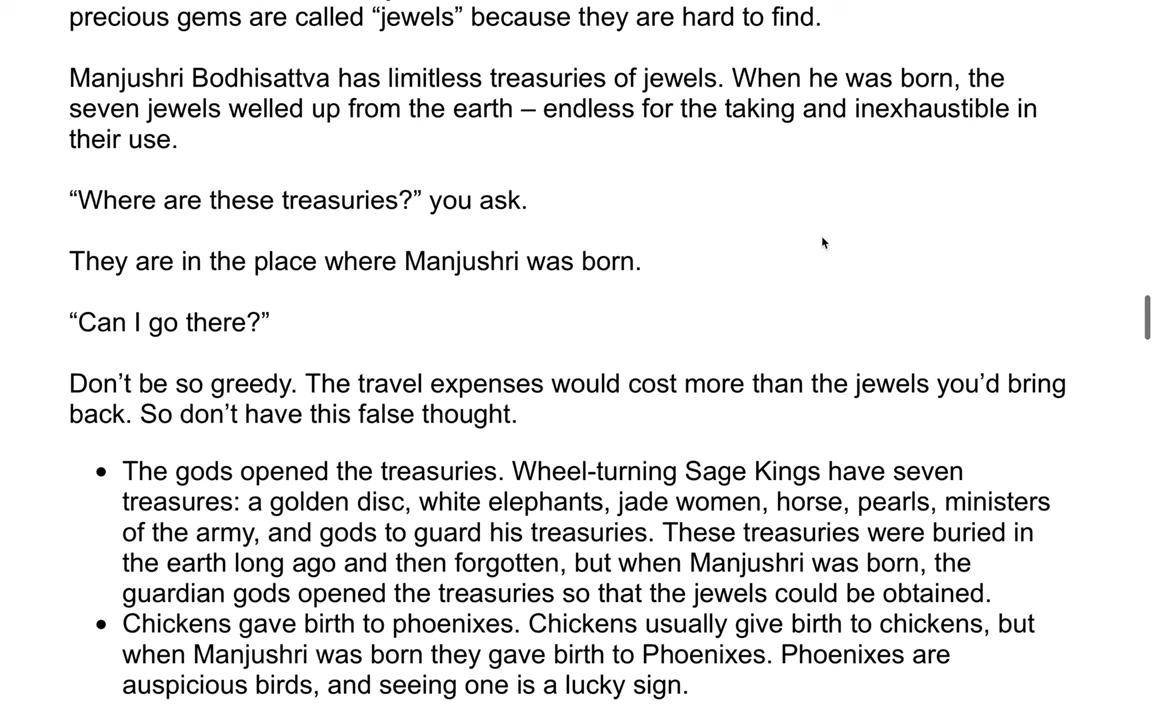 precious gems are called “jewels” because they are hard to find.
Manjushri Bodhisattva has limitless treasuries of jewels. When he was born, the
seven jewels welled up from the earth – endless for the taking and inexhaustible in
their use.
“Where are these treasuries?” you ask.
They are in the place where Manjushri was born.
“Can I go there?”
Don’t be so greedy. The travel expenses would cost more than the jewels you’d bring
back. So don’t have this false thought.
• The gods opened the treasuries. Wheel-turning Sage Kings have seven
treasures: a golden disc, white elephants, jade women, horse, pearls, ministers
of the army, and gods to guard his treasuries. These treasuries were buried in
the earth long ago and then forgotten, but when Manjushri was born, the
guardian gods opened the treasuries so that the jewels could be obtained.
• Chickens gave birth to phoenixes. Chickens usually give birth to chickens, but
when Manjushri was born they gave birth to Phoenixes. Phoenixes are
auspicious birds, and seeing one is a lucky sign.